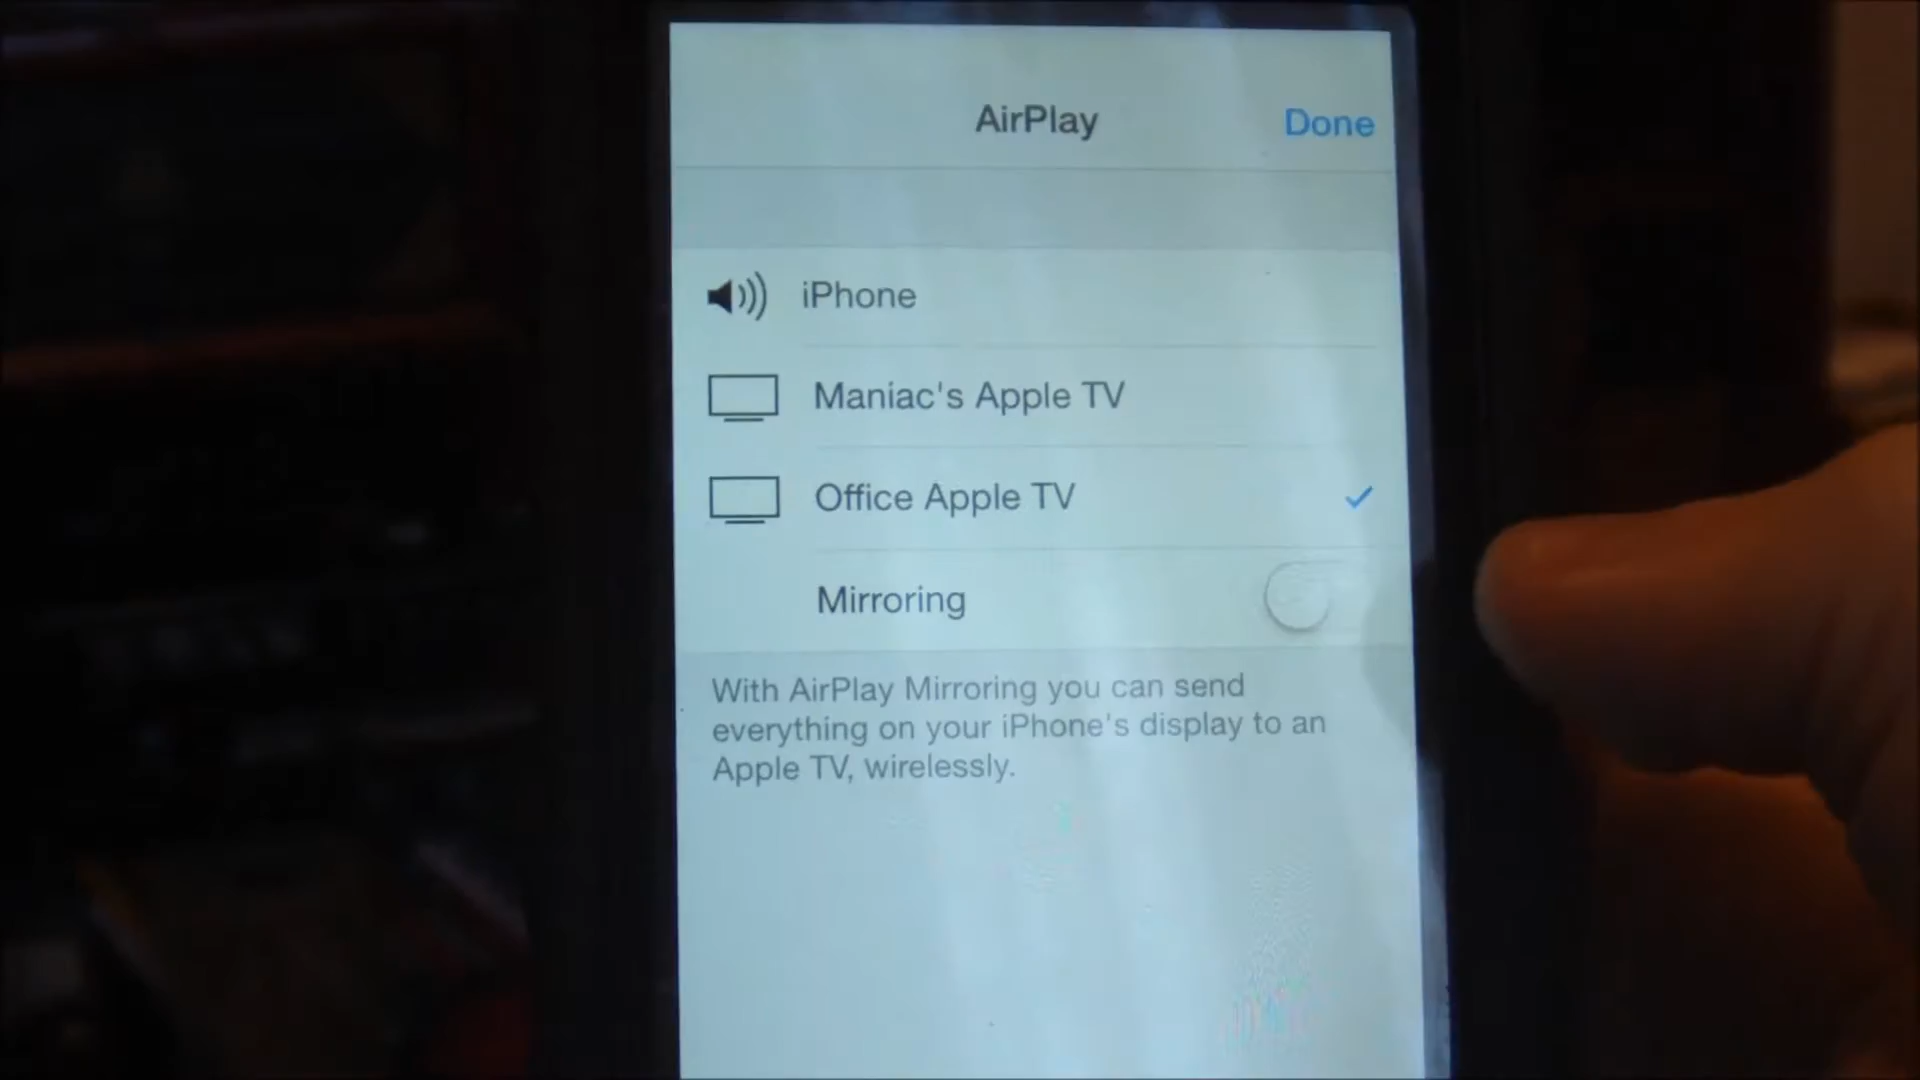 AirPlay
Done
iPhone
Maniac's Apple TV
Office Apple TV
Mirroring
With AirPlay Mirroring you can send
everything on your iPhone's display to an
Apple TV, wirelessly.